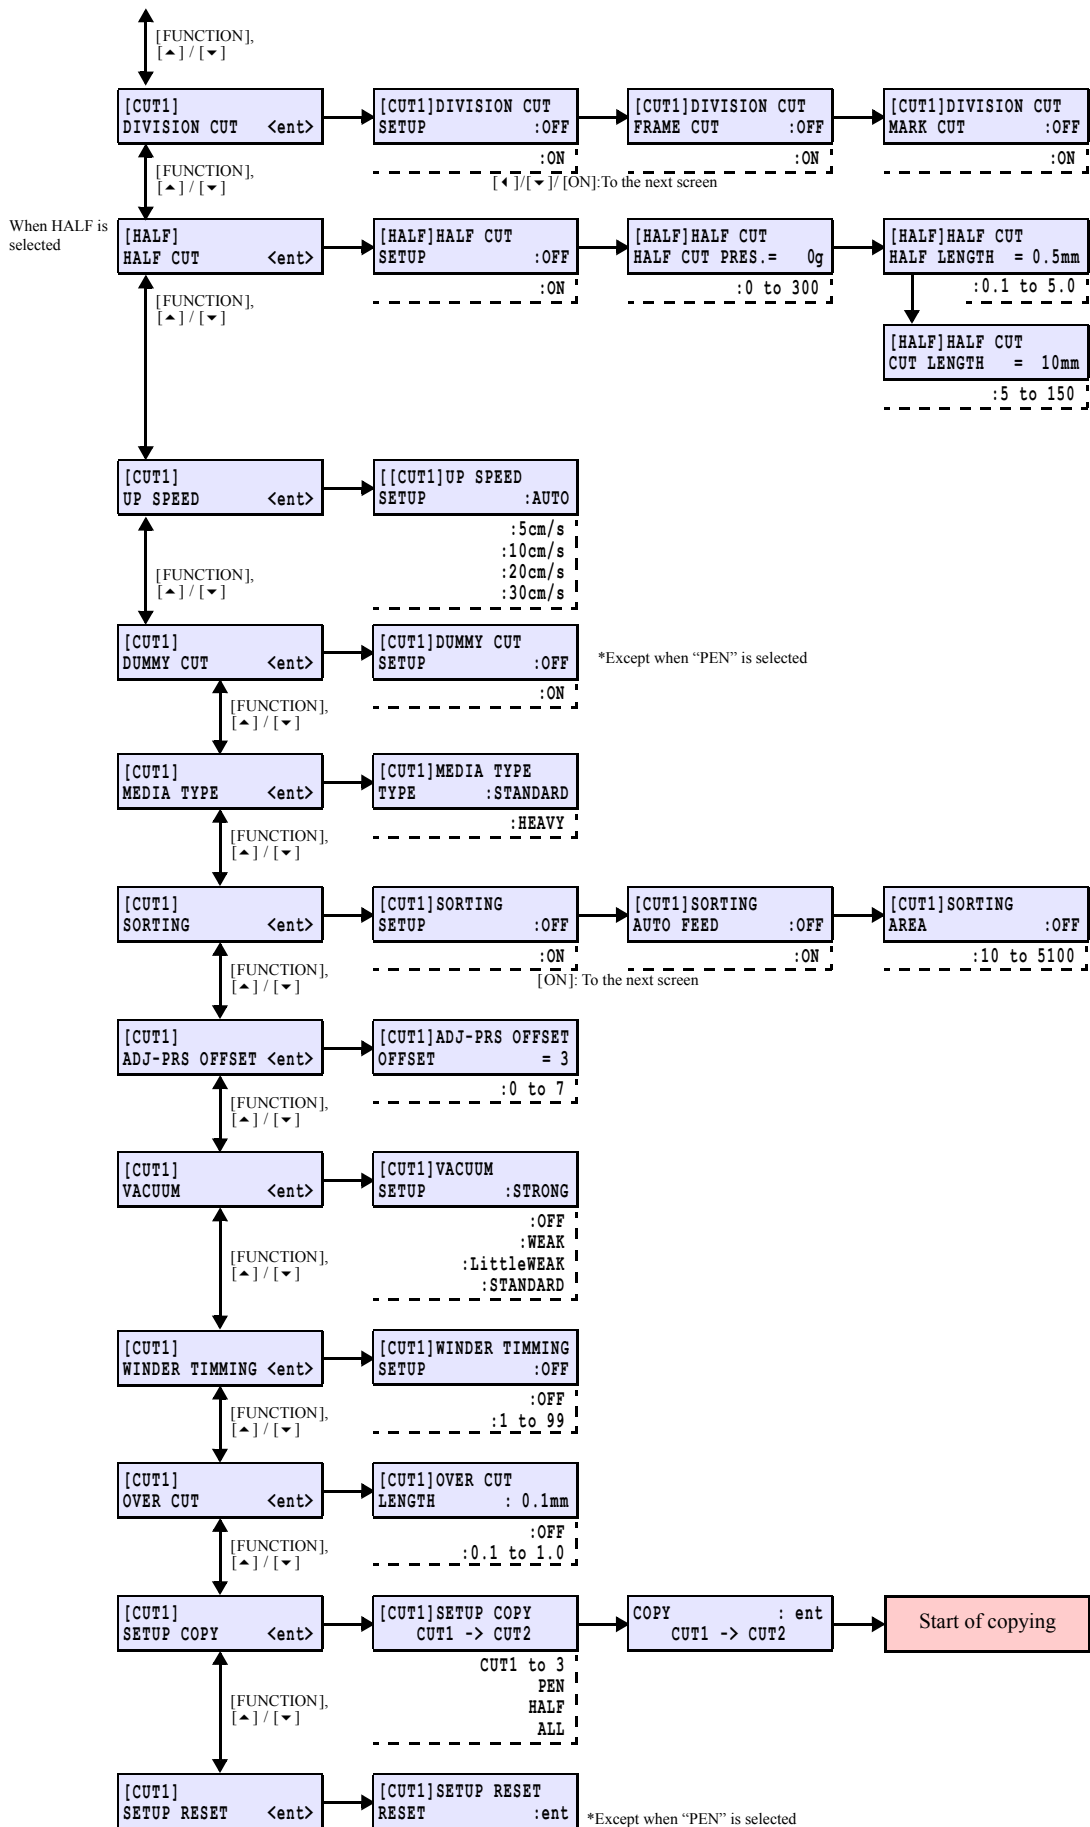 [FUNCTION],
[▲] / [▼]
[CUT1]
DIVISION CUT <ent>
[CUT1]DIVISION CUT
SETUP :OFF
:ON
[CUT1]DIVISION CUT
FRAME CUT :OFF
:ON
[CUT1]DIVISION CUT
MARK CUT :OFF
:ON
[◀]/[▼]/ [ON]:To the next screen
[FUNCTION],
[▲] / [▼]
When HALF is
selected
[HALF]
HALF CUT <ent>
[HALF]HALF CUT
SETUP :OFF
:ON
[HALF]HALF CUT
HALF CUT PRES.= 0g
:0 to 300
[HALF]HALF CUT
HALF LENGTH = 0.5mm
:0.1 to 5.0
[HALF]HALF CUT
CUT LENGTH = 10mm
:5 to 150
[FUNCTION],
[▲] / [▼]
[CUT1]
UP SPEED <ent>
[[CUT1]UP SPEED
SETUP :AUTO
:5cm/s
:10cm/s
:20cm/s
:30cm/s
[FUNCTION],
[▲] / [▼]
[CUT1]
DUMMY CUT <ent>
[CUT1]DUMMY CUT
SETUP :OFF
:ON
*Except when “PEN” is selected
[FUNCTION],
[▲] / [▼]
[CUT1]
MEDIA TYPE <ent>
[CUT1]MEDIA TYPE
TYPE :STANDARD
:HEAVY
[FUNCTION],
[▲] / [▼]
[CUT1]
SORTING <ent>
[CUT1]SORTING
SETUP :OFF
:ON
[CUT1]SORTING
AUTO FEED :OFF
:ON
[CUT1]SORTING
AREA :OFF
:10 to 5100
[ON]: To the next screen
[FUNCTION],
[▲] / [▼]
[CUT1]
ADJ-PRS OFFSET <ent>
[CUT1]ADJ-PRS OFFSET
OFFSET = 3
:0 to 7
[FUNCTION],
[▲] / [▼]
[CUT1]
VACUUM <ent>
[CUT1]VACUUM
SETUP :STRONG
:OFF
:WEAK
:LittleWEAK
:STANDARD
[FUNCTION],
[▲] / [▼]
[CUT1]
WINDER TIMMING <ent>
[CUT1]WINDER TIMMING
SETUP :OFF
:OFF
:1 to 99
[FUNCTION],
[▲] / [▼]
[CUT1]
OVER CUT <ent>
[CUT1]OVER CUT
LENGTH : 0.1mm
:OFF
:0.1 to 1.0
[FUNCTION],
[▲] / [▼]
[CUT1]
SETUP COPY <ent>
[CUT1]SETUP COPY
CUT1 -> CUT2
CUT1 to 3
PEN
HALF
ALL
COPY : ent
CUT1 -> CUT2
Start of copying
[FUNCTION],
[▲] / [▼]
[CUT1]
SETUP RESET <ent>
[CUT1]SETUP RESET
RESET :ent
*Except when “PEN” is selected